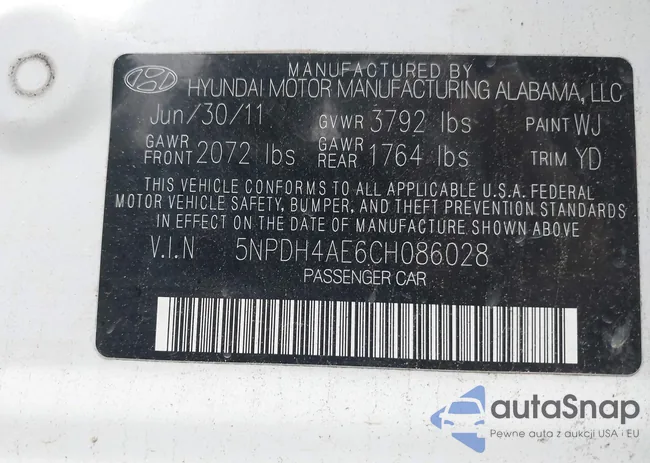 MANUFACTURED BY
HYUNDAI MOTOR MANUFACTURING ALABAMA, LLC
Jun/30/11 GVWR 3792 lbs PAINT WJ
GAWR FRONT 2072 lbs GAWR REAR 1764 lbs TRIM YD
THIS VEHICLE CONFORMS TO ALL APPLICABLE U.S.A. FEDERAL
MOTOR VEHICLE SAFETY, BUMPER, AND THEFT PREVENTION STANDARDS
IN EFFECT ON THE DATE OF MANUFACTURE SHOWN ABOVE
V.I.N 5NPDH4AE6CH086028
PASSENGER CAR
autaSnap
Pewne auta z aukcji USA i EU